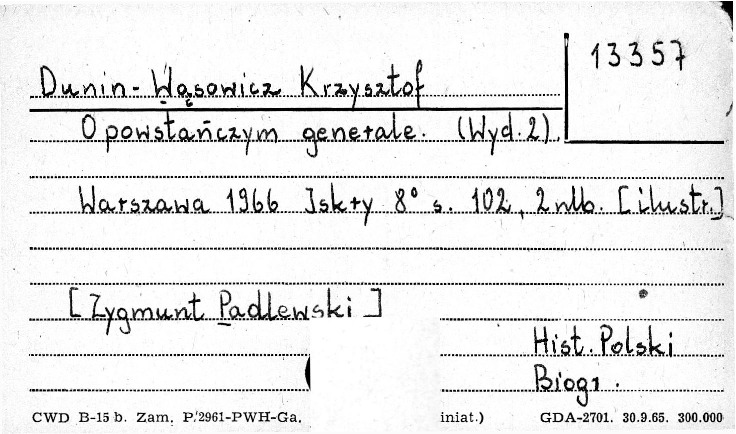 13357
Dunin-Wąsowicz Krzysztof
O powstańczym generale. (Wyd. 2)
Warszawa 1966 Iskry 8° s. 102, 2 nlb. [ilustr.]
[Zygmunt Padlewski]
Hist. Polski
Biogr.
CWD B-15 b. Zam. P/2961-PWH-Ga. iniat.) GDA-2701. 30.9.65. 300.000